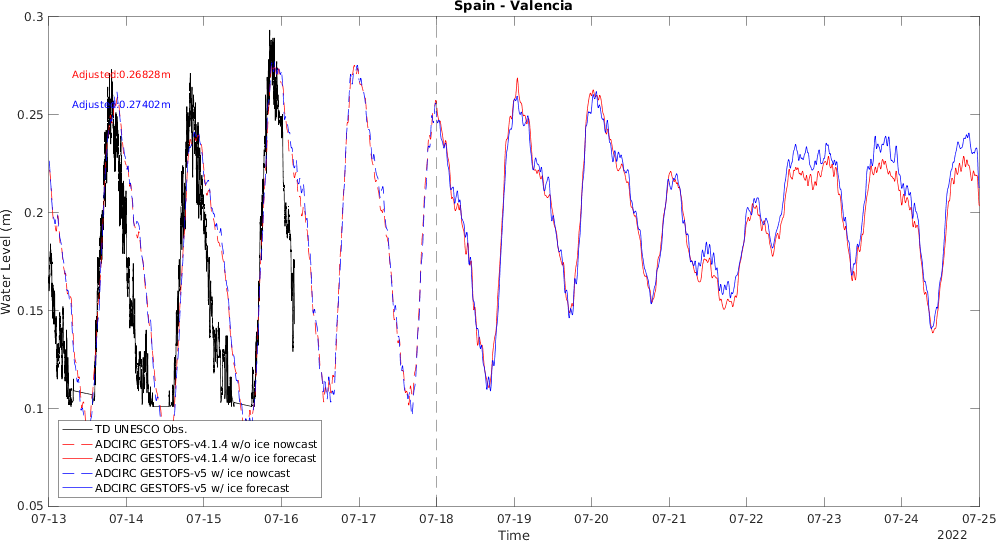 Spain - Valencia
0.3
Adjusted:0.26828m
Adjusted:0.27402m
0.25
0.2
Water Level (m)
0.15
0.1
0.05
TD UNESCO Obs.
ADCIRC GESTOFS-v4.1.4 w/o ice nowcast
ADCIRC GESTOFS-v4.1.4 w/o ice forecast
ADCIRC GESTOFS-v5 w/ ice nowcast
ADCIRC GESTOFS-v5 w/ ice forecast
07-13 07-14 07-15 07-16 07-17 07-18 07-19 07-20 07-21 07-22 07-23 07-24 07-25
Time
2022